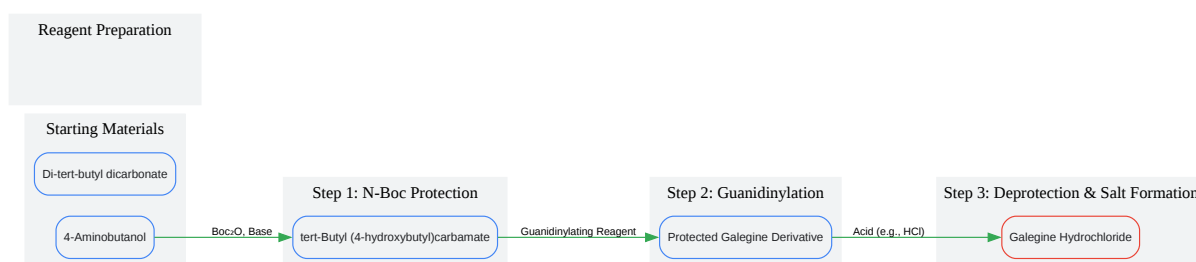 Reagent Preparation
Starting Materials
Di-tert-butyl dicarbonate
4-Aminobutanol
Boc₂O, Base
Step 1: N-Boc Protection
tert-Butyl (4-hydroxybutyl)carbamate
Guanidinylating Reagent
Step 2: Guanidinylation
Protected Galegine Derivative
Acid (e.g., HCl)
Step 3: Deprotection & Salt Formation
Galegine Hydrochloride